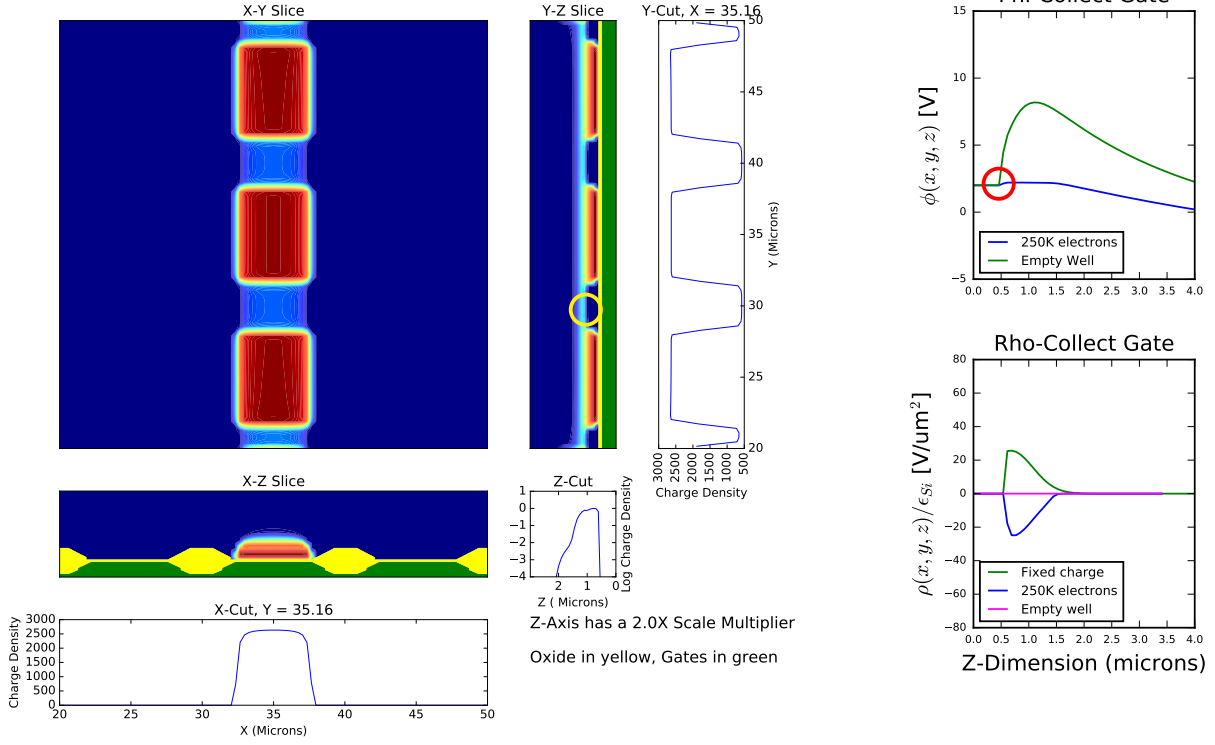 X-Y Slice
Y-Z Slice
Y-Cut, X = 35.16
50
45
40
35
30
25
20
Y (Microns)
3000
2500
2000
1500
1000
500
Charge Density
X-Z Slice
Z-Cut
1
0
−1
−2
−3
−4
Log Charge Density
2
1
0
Z ( Microns)
X-Cut, Y = 35.16
3000
2500
2000
1500
1000
500
0
Charge Density
20
25
30
35
40
45
50
X (Microns)
Z-Axis has a 2.0X Scale Multiplier
Oxide in yellow, Gates in green
Phi-Collect Gate
15
10
5
0
−5
ϕ(x, y, z) [V]
250K electrons
Empty Well
0.0 0.5 1.0 1.5 2.0 2.5 3.0 3.5 4.0
Rho-Collect Gate
80
60
40
20
0
−20
−40
−60
−80
ρ(x, y, z)/ϵSi [V/um²]
Fixed charge
250K electrons
Empty well
0.0 0.5 1.0 1.5 2.0 2.5 3.0 3.5 4.0
Z-Dimension (microns)